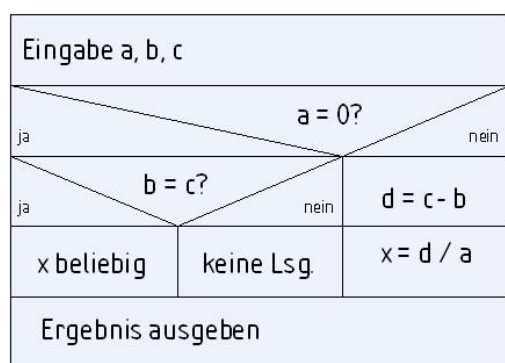 Eingabe a, b, c
a = 0?
ja
nein
b = c?
ja
nein
d = c - b
x beliebig
keine Lsg.
x = d / a
Ergebnis ausgeben